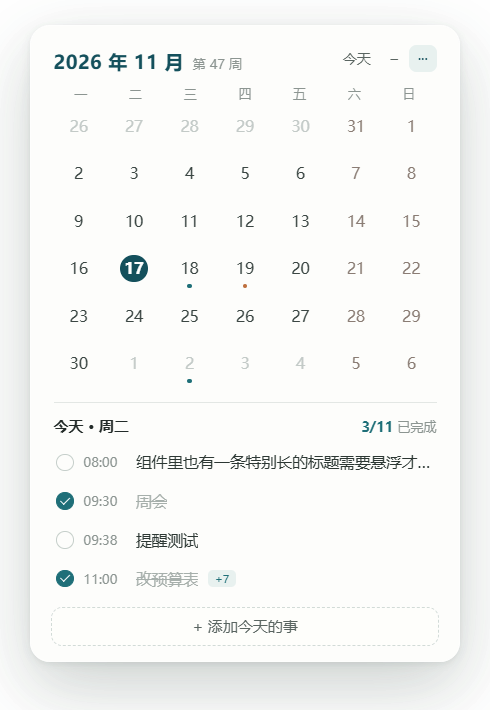 2026 年 11 月 第 47 周 今天 – ···
一 二 三 四 五 六 日
26 27 28 29 30 31 1
2 3 4 5 6 7 8
9 10 11 12 13 14 15
16 17 18 19 20 21 22
23 24 25 26 27 28 29
30 1 2 3 4 5 6
今天 • 周二 3/11 已完成
08:00 组件里也有一条特别长的标题需要悬浮才...
09:30 周会
09:38 提醒测试
11:00 改预算表 +7
+ 添加今天的事